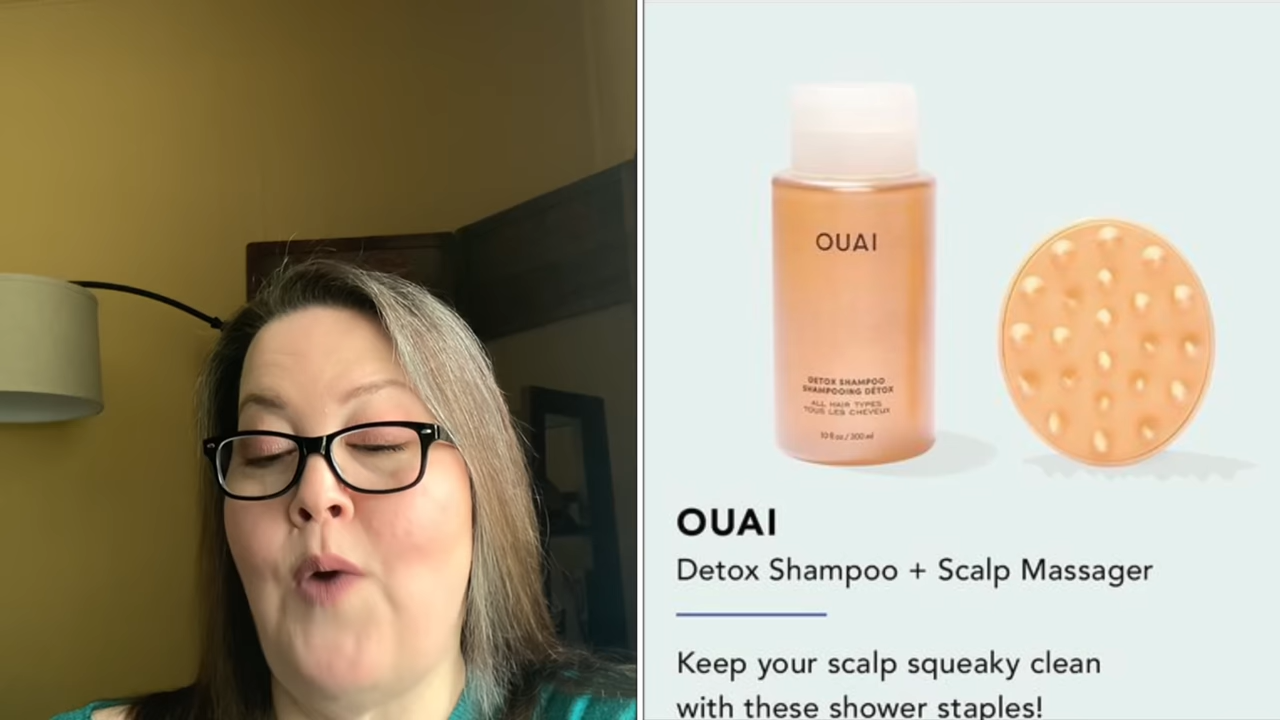 OUAI
DETOX SHAMPOO
SHAMPOOING DÉTOX
ALL HAIR TYPES
TOUS LES CHEVEUX
10 fl oz / 300 ml
OUAI
Detox Shampoo + Scalp Massager
Keep your scalp squeaky clean
with these shower staples!